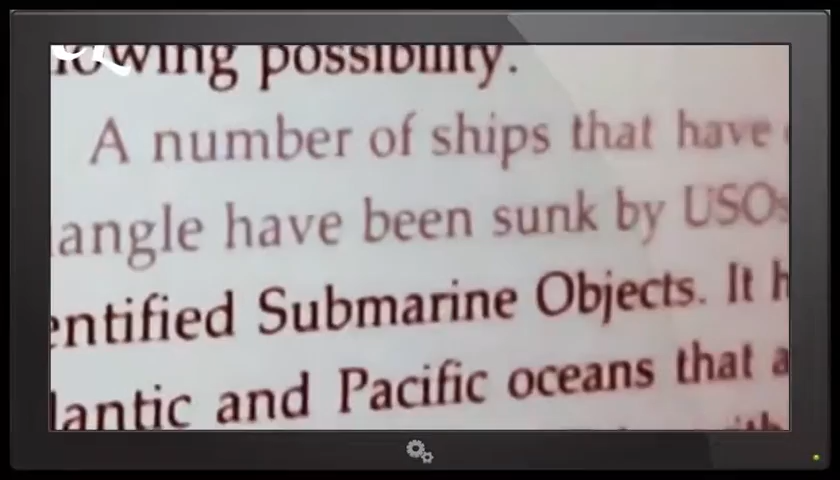 lowing possibility.
A number of ships that have
angle have been sunk by USOs
entified Submarine Objects. It h
lantic and Pacific oceans that a